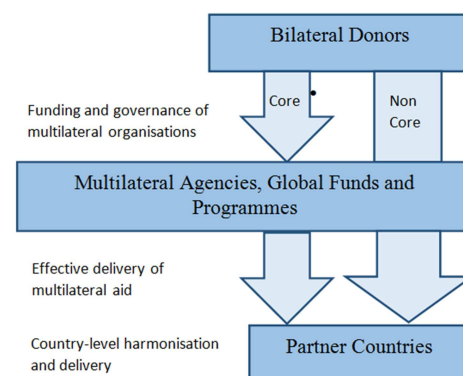 Bilateral Donors
Core
Non
Core
Funding and governance of
multilateral organisations
Multilateral Agencies, Global Funds and
Programmes
Effective delivery of
multilateral aid
Country-level harmonisation
and delivery
Partner Countries